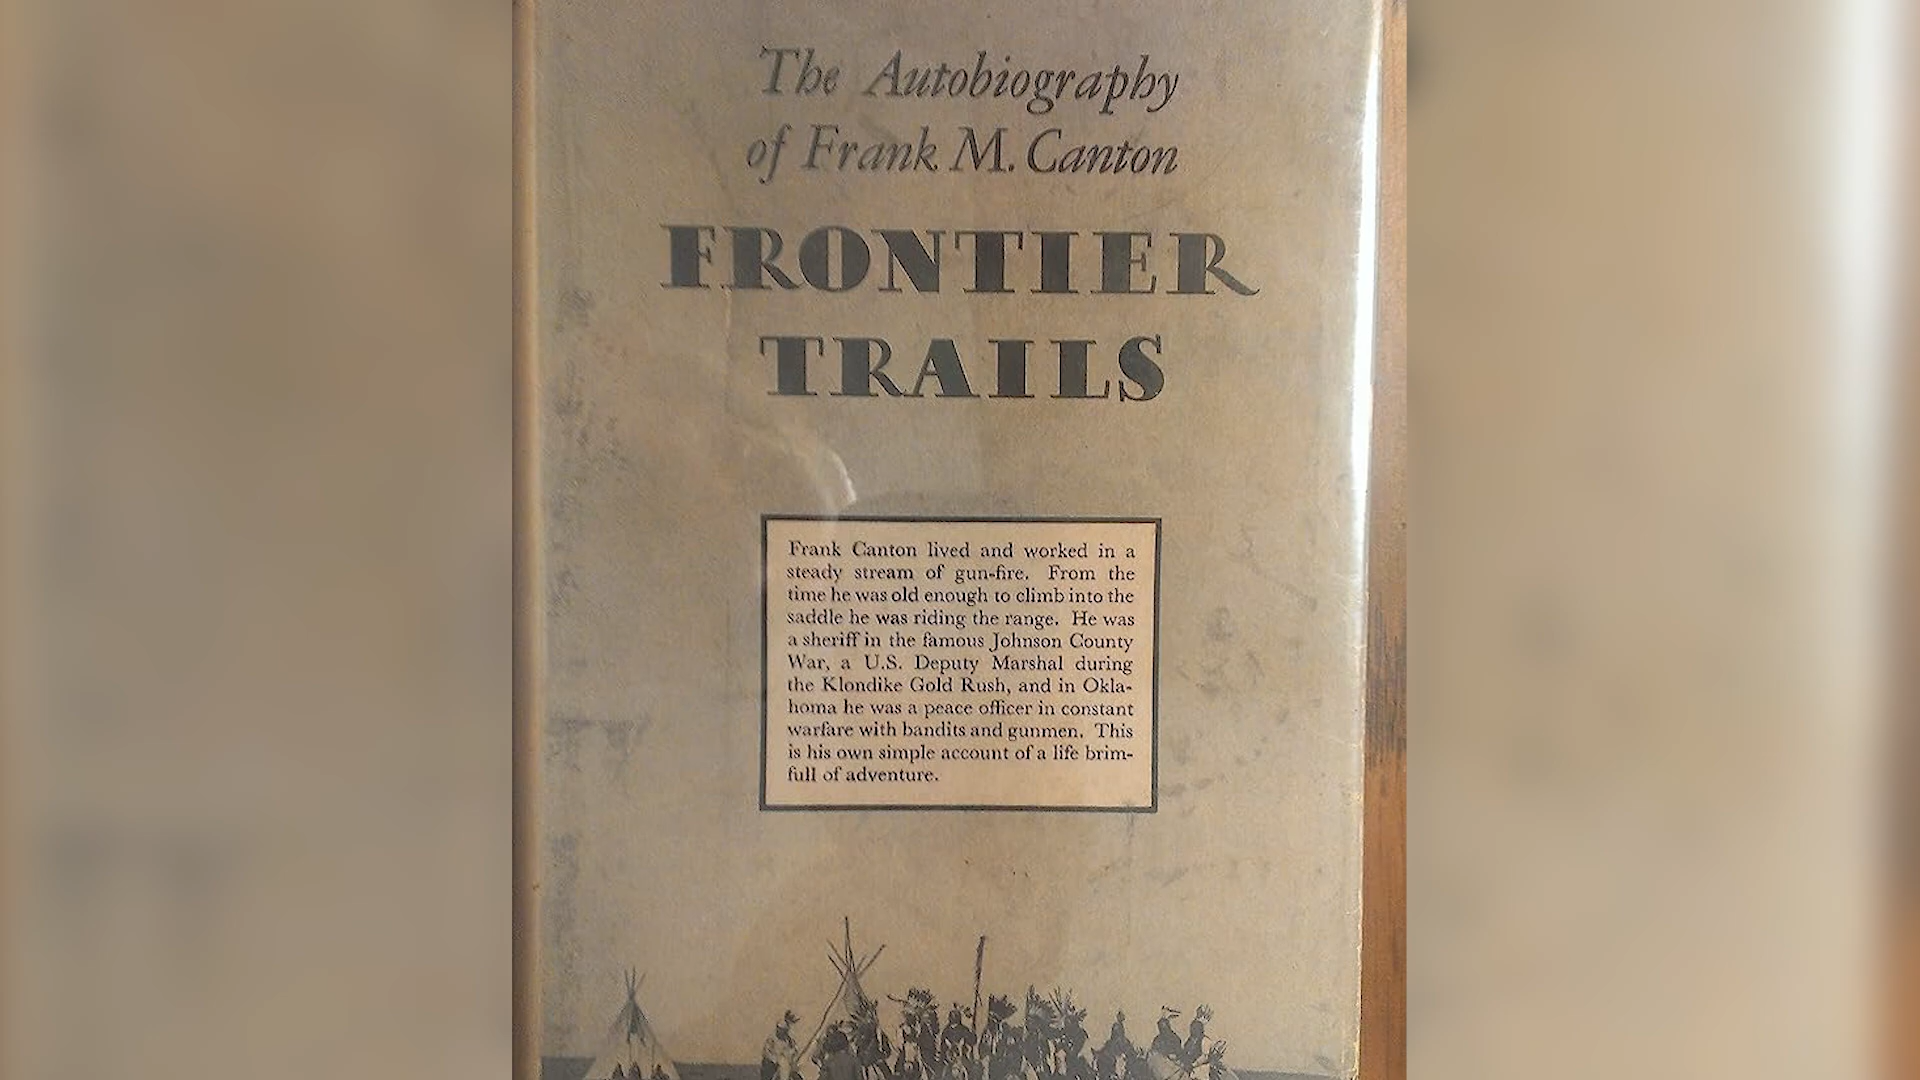 The Autobiography
of Frank M. Canton
FRONTIER
TRAILS
Frank Canton lived and worked in a
steady stream of gun-fire. From the
time he was old enough to climb into the
saddle he was riding the range. He was
a sheriff in the famous Johnson County
War, a U.S. Deputy Marshal during
the Klondike Gold Rush, and in Okla-
homa he was a peace officer in constant
warfare with bandits and gunmen. This
is his own simple account of a life brim-
full of adventure.